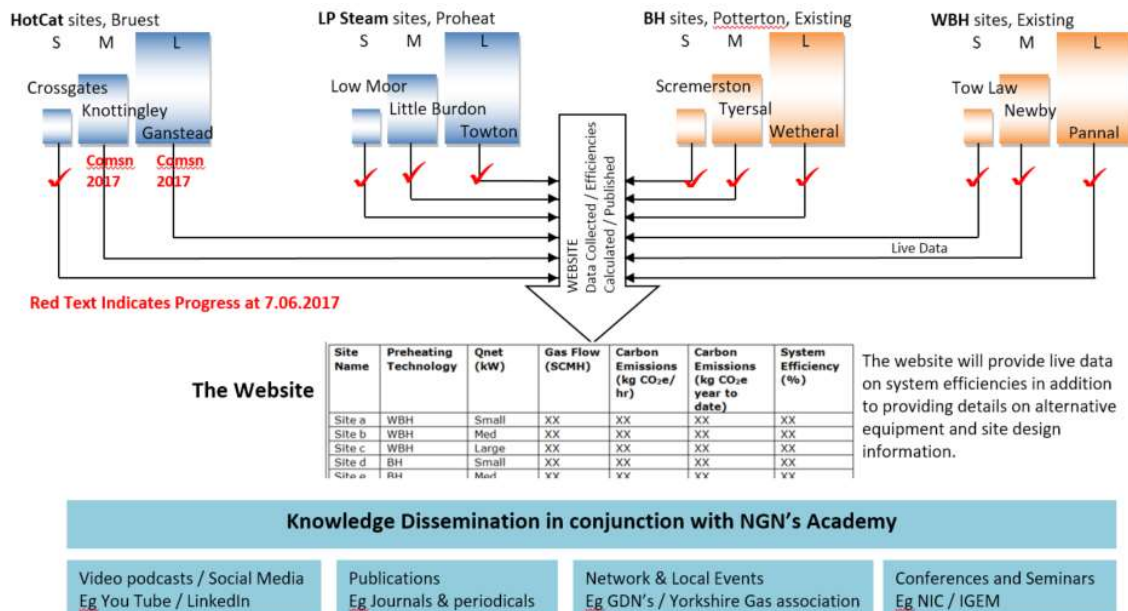 HotCat sites, Bruest
S M L
Crossgates
Knottingley
Ganstead
Comsn
2017
Comsn
2017
LP Steam sites, Proheat
S M L
Low Moor
Little Burdon
Towton
BH sites, Potterton, Existing
S M L
Scremerston
Tyersal
Wetheral
WBH sites, Existing
S M L
Tow Law
Newby
Pannal
WEBSITE
Data Collected / Efficiencies
Calculated / Published
Live Data
Red Text Indicates Progress at 7.06.2017
The Website
Site Name Preheating Technology Qnet (kW) Gas Flow (SCMH) Carbon Emissions (kg CO₂e/ hr) Carbon Emissions (kg CO₂e year to date) System Efficiency (%)
Site a WBH Small XX XX XX XX
Site b WBH Med XX XX XX XX
Site c WBH Large XX XX XX XX
Site d BH Small XX XX XX XX
Site e BH Med XX XX XX XX
The website will provide live data
on system efficiencies in addition
to providing details on alternative
equipment and site design
information.
Knowledge Dissemination in conjunction with NGN's Academy
Video podcasts / Social Media
Eg You Tube / LinkedIn
Publications
Eg Journals & periodicals
Network & Local Events
Eg GDN's / Yorkshire Gas association
Conferences and Seminars
Eg NIC / IGEM